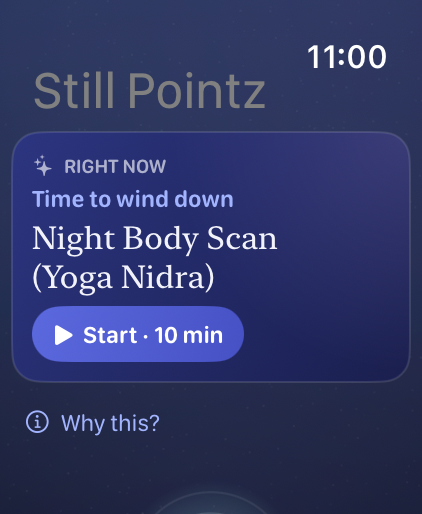 11:00
Still Pointz
RIGHT NOW
Time to wind down
Night Body Scan
(Yoga Nidra)
Start · 10 min
Why this?